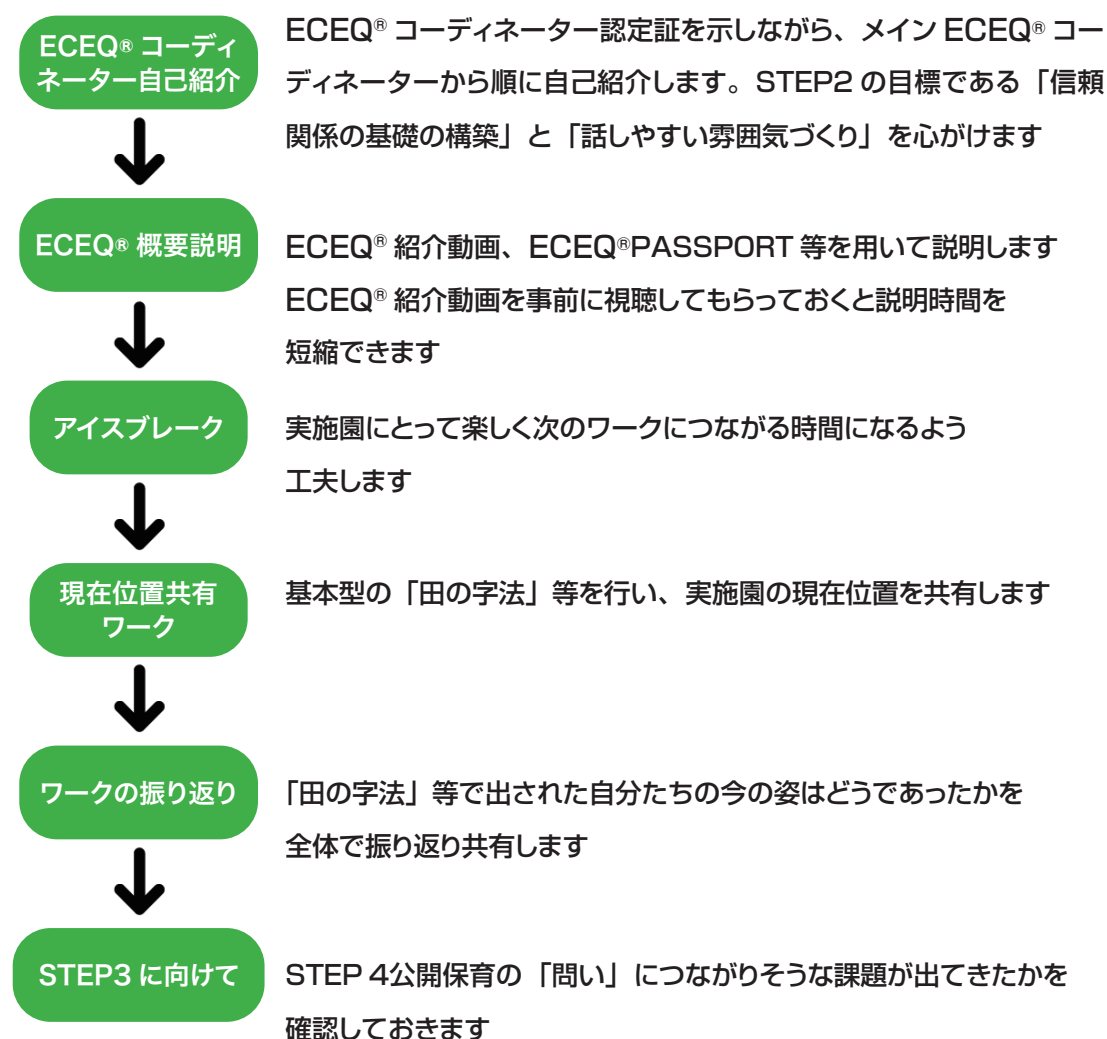 ECEQ® コーディ
ネーター自己紹介
ECEQ® コーディネーター認定証を示しながら、メイン ECEQ® コー
ディネーターから順に自己紹介します。STEP2 の目標である「信頼
関係の基礎の構築」と「話しやすい雰囲気づくり」を心がけます
ECEQ® 概要説明
ECEQ® 紹介動画、ECEQ®PASSPORT 等を用いて説明します
ECEQ® 紹介動画を事前に視聴してもらっておくと説明時間を
短縮できます
アイスブレーク
実施園にとって楽しく次のワークにつながる時間になるよう
工夫します
現在位置共有
ワーク
基本型の「田の字法」等を行い、実施園の現在位置を共有します
ワークの振り返り
「田の字法」等で出された自分たちの今の姿はどうであったかを
全体で振り返り共有します
STEP3 に向けて
STEP 4公開保育の「問い」につながりそうな課題が出てきたかを
確認しておきます